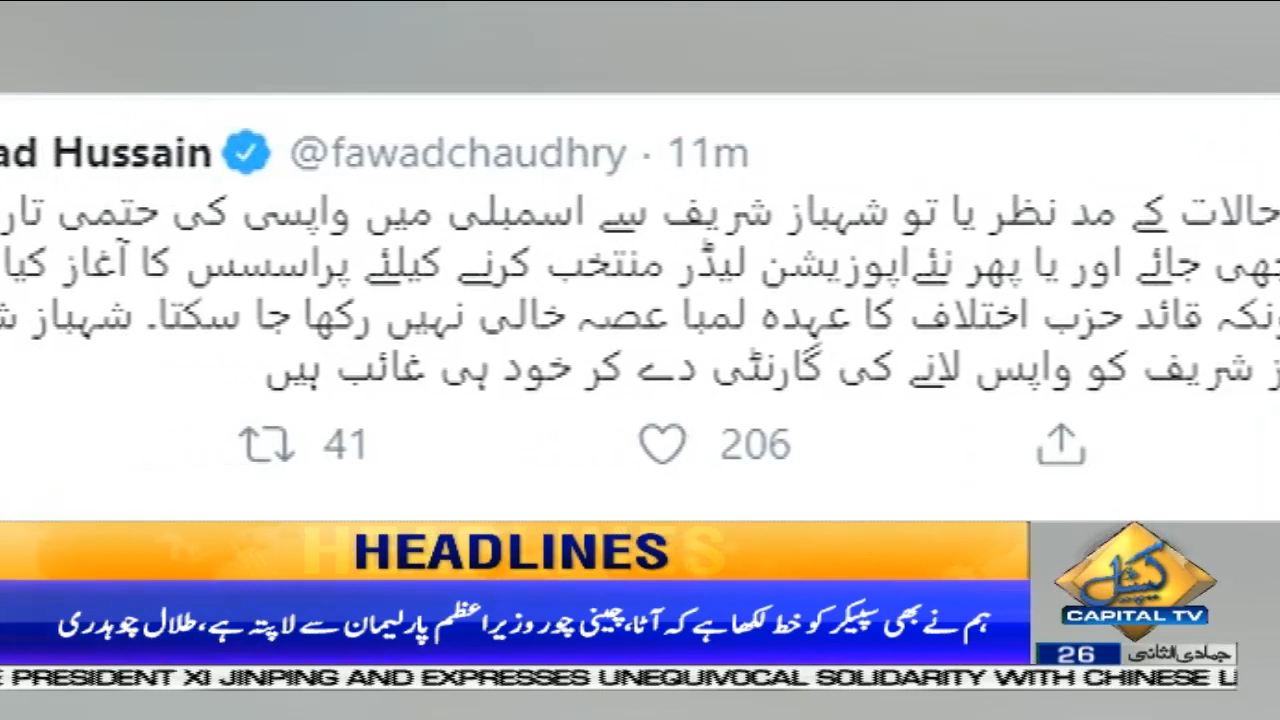 ad Hussain @fawadchaudhry · 11m
حالات کے مد نظر یا تو شہباز شریف سے اسمبلی میں واپسی کی حتمی تار
چھی جائے اور یا پھر نئےاپوزیشن لیڈر منتخب کرنے کیلئے پراسسس کا آغاز کیا
ونکہ قائد حزب اختلاف کا عہدہ لمبا عصہ خالی نہیں رکھا جا سکتا۔ شہباز ش
ز شریف کو واپس لانے کی گارنٹی دے کر خود ہی غائب ہیں
41 206
HEADLINES
ہم نے بھی سپیکر کو خط لکھا ہے کہ آٹا،چینی چور وزیراعظم پارلیمان سے لاپتہ ہے،طلال چوہدری
کیپیٹل
CAPITAL TV
26 جمادی الثانی
E PRESIDENT XI JINPING AND EXPRESSES UNEQUIVOCAL SOLIDARITY WITH CHINESE L